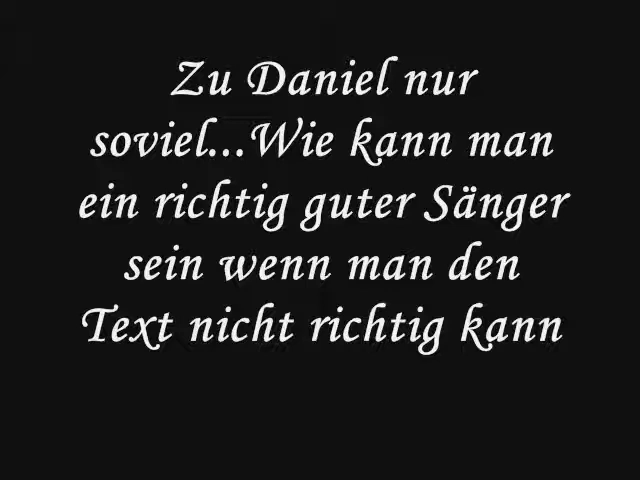 Zu Daniel nur
soviel...Wie kann man
ein richtig guter Sänger
sein wenn man den
Text nicht richtig kann